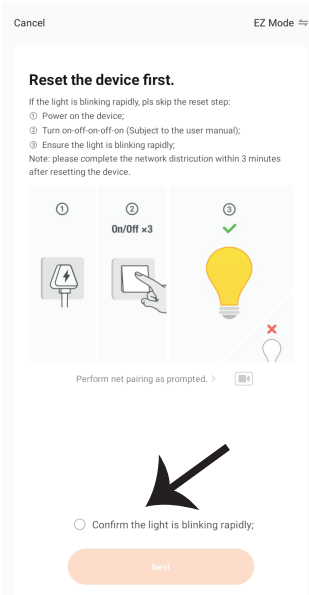 Cancel
EZ Mode
Reset the device first.
If the light is blinking rapidly, pls skip the reset step:
① Power on the device;
② Turn on-off-on-off-on (Subject to the user manual);
③ Ensure the light is blinking rapidly;
Note: please complete the network districution within 3 minutes
after resetting the device.
① ② ③
On/Off ×3
Perform net pairing as prompted. >
Confirm the light is blinking rapidly;
Next